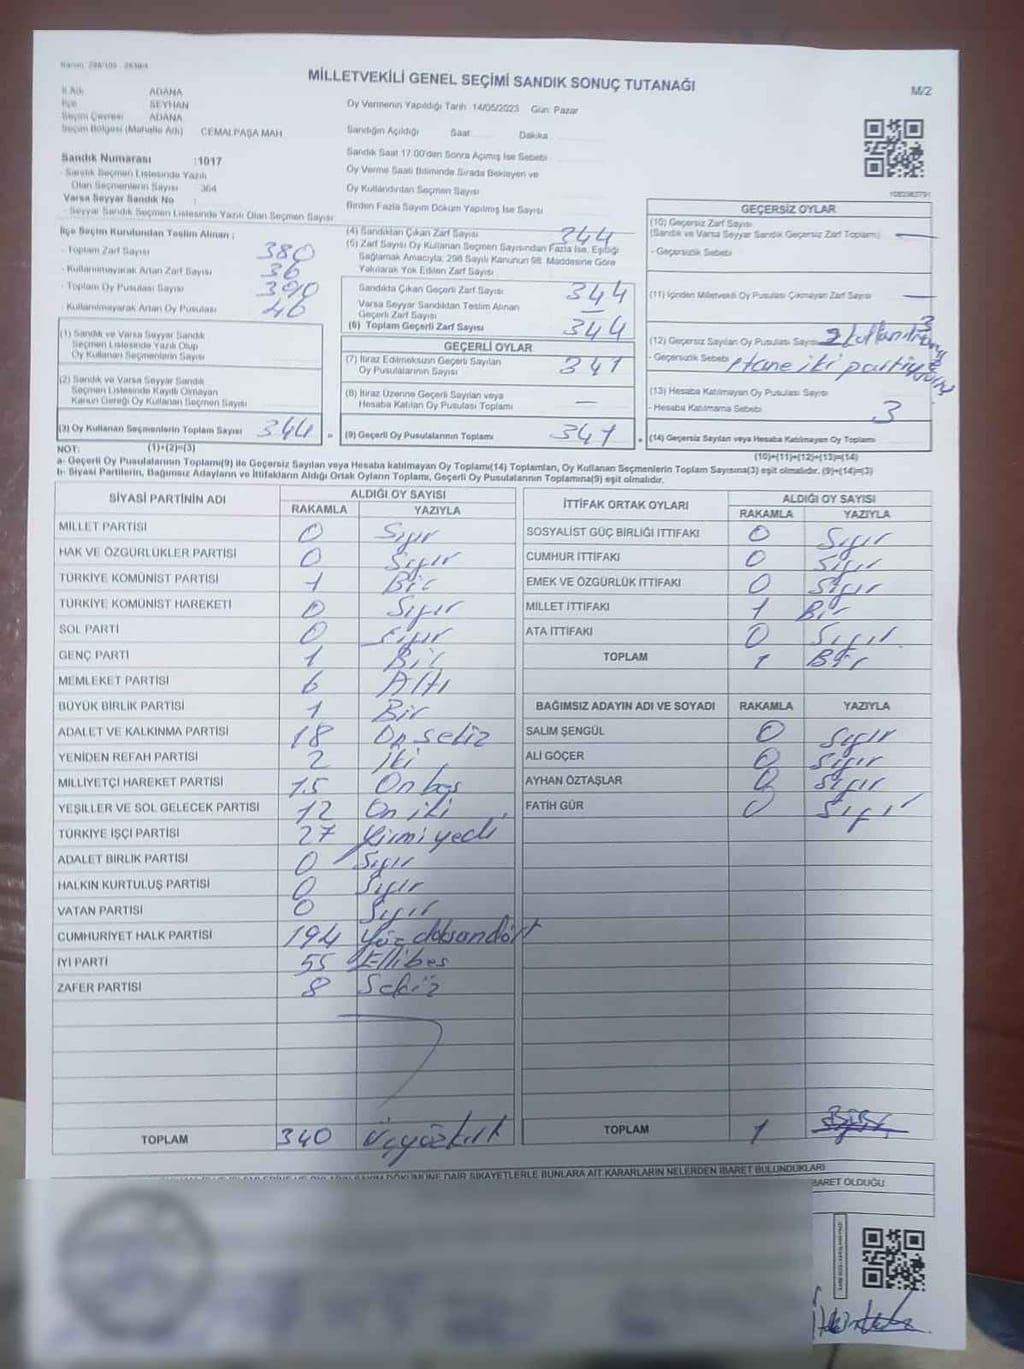 MİLLETVEKİLİ GENEL SEÇİMİ SANDIK SONUÇ TUTANAĞI
M/2
İl Adı ADANA
İlçe SEYHAN
Seçim Çevresi ADANA
Seçim Bölgesi (Mahalle Adı) CEMALPAŞA MAH
Oy Vermenin Yapıldığı Tarih :14/05/2023 Gün: Pazar
Sandığın Açıldığı Saat Dakika
Sandık Saat 17.00'den Sonra Açımış İse Sebebi
Oy Verme Saati Bitiminde Sırada Bekleyen ve
Oy Kullandırılan Seçmen Sayısı
Birden Fazla Sayım Döküm Yapılmış İse Sayısı
Sandık Numarası :1017
Sandık Seçmen Listesinde Yazılı
Olan Seçmenlerin Sayısı 364
Varsa Seyyar Sandık No
Seyyar Sandık Seçmen Listesinde Yazılı Olan Seçmen Sayısı
İlçe Seçim Kurulundan Teslim Alınan ;
- Toplam Zarf Sayısı 380
- Kullanılmayarak Artan Zarf Sayısı 36
- Toplam Oy Pusulası Sayısı 390
- Kullanılmayarak Artan Oy Pusulası 46
(1) Sandık ve Varsa Seyyar Sandık
Seçmen Listesinde Yazılı Olup
Oy Kullanan Seçmenlerin Sayısı
(2) Sandık ve Varsa Seyyar Sandık
Seçmen Listesinde Kayıtlı Olmayan
Kanun Gereği Oy Kullanan Seçmen Sayısı
(3) Oy Kullanan Seçmenlerin Toplam Sayısı 344 =
(4) Sandıktan Çıkan Zarf Sayısı 344
(5) Zarf Sayısı Oy Kullanan Seçmen Sayısından Fazla İse, Eşitliği
Sağlamak Amacıyla; 298 Sayılı Kanunun 98. Maddesine Göre
Yakılarak Yok Edilen Zarf Sayısı
Sandıkta Çıkan Geçerli Zarf Sayısı 344
Varsa Seyyar Sandıktan Teslim Alınan
Geçerli Zarf Sayısı —
(6) Toplam Geçerli Zarf Sayısı 344
GEÇERLİ OYLAR
(7) İtiraz Edilmeksizin Geçerli Sayılan
Oy Pusulalarının Sayısı 341
(8) İtiraz Üzerine Geçerli Sayılan veya
Hesaba Katılan Oy Pusulası Toplamı —
(9) Geçerli Oy Pusulalarının Toplamı 341 +
GEÇERSİZ OYLAR
(10) Geçersiz Zarf Sayısı
(Sandık ve Varsa Seyyar Sandık Geçersiz Zarf Toplamı) —
- Geçersizlik Sebebi
(11) İçinden Milletvekili Oy Pusulası Çıkmayan Zarf Sayısı —
3
(12) Geçersiz Sayılan Oy Pusulası Sayısı 2
- Geçersizlik Sebebi 1 tane iki partiye
(13) Hesaba Katılmayan Oy Pusulası Sayısı
- Hesaba Katılmama Sebebi 3
(14) Geçersiz Sayılan veya Hesaba Katılmayan Oy Toplamı
NOT: (1)+(2)=(3)
(10)+(11)+(12)+(13)=(14)
a- Geçerli Oy Pusulalarının Toplamı(9) ile Geçersiz Sayılan veya Hesaba katılmayan Oy Toplamı(14) Toplamları, Oy Kullanan Seçmenlerin Toplam Sayısına(3) eşit olmalıdır. (9)+(14)=(3)
b- Siyasi Partilerin, Bağımsız Adayların ve İttifakların Aldığı Ortak Oyların Toplamı, Geçerli Oy Pusulalarının Toplamına(9) eşit olmalıdır.
SİYASİ PARTİNİN ADI ALDIĞI OY SAYISI
RAKAMLA YAZIYLA
MİLLET PARTİSİ 0 Sıfır
HAK VE ÖZGÜRLÜKLER PARTİSİ 0 Sıfır
TÜRKİYE KOMÜNİST PARTİSİ 1 Bir
TÜRKİYE KOMÜNİST HAREKETİ 0 Sıfır
SOL PARTİ 0 Sıfır
GENÇ PARTİ 1 Bir
MEMLEKET PARTİSİ 6 Altı
BÜYÜK BİRLİK PARTİSİ 1 Bir
ADALET VE KALKINMA PARTİSİ 18 On sekiz
YENİDEN REFAH PARTİSİ 2 İki
MİLLİYETÇİ HAREKET PARTİSİ 15 On beş
YEŞİLLER VE SOL GELECEK PARTİSİ 12 On iki
TÜRKİYE İŞÇİ PARTİSİ 27 Yirmi yedi
ADALET BİRLİK PARTİSİ 0 Sıfır
HALKIN KURTULUŞ PARTİSİ 0 Sıfır
VATAN PARTİSİ 0 Sıfır
CUMHURİYET HALK PARTİSİ 194 Yüz doksandört
İYİ PARTİ 55 Ellibeş
ZAFER PARTİSİ 8 Sekiz
TOPLAM 340 Üçyüzkırk
İTTİFAK ORTAK OYLARI ALDIĞI OY SAYISI
RAKAMLA YAZIYLA
SOSYALİST GÜÇ BİRLİĞİ İTTİFAKI 0 Sıfır
CUMHUR İTTİFAKI 0 Sıfır
EMEK VE ÖZGÜRLÜK İTTİFAKI 0 Sıfır
MİLLET İTTİFAKI 1 Bir
ATA İTTİFAKI 0 Sıfır
TOPLAM 1 Bir
BAĞIMSIZ ADAYIN ADI VE SOYADI RAKAMLA YAZIYLA
SALİM ŞENGÜL 0 Sıfır
ALİ GÖÇER 0 Sıfır
AYHAN ÖZTAŞLAR 0 Sıfır
FATİH GÜR 0 Sıfır
TOPLAM 1
DÖKÜMÜNE DAİR ŞİKAYETLERLE BUNLARA AİT KARARLARIN NELERDEN İBARET BULUNDUKLARI
İBARET OLDUĞU